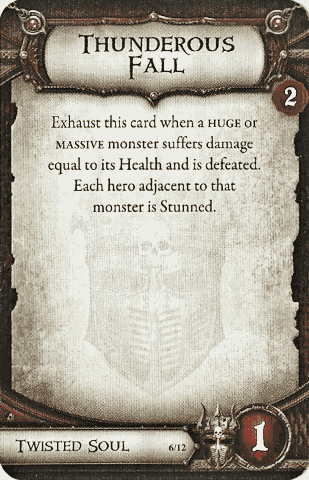 THUNDEROUS
FALL
2
Exhaust this card when a HUGE or
MASSIVE monster suffers damage
equal to its Health and is defeated.
Each hero adjacent to that
monster is Stunned.
TWISTED SOUL
6/12
1